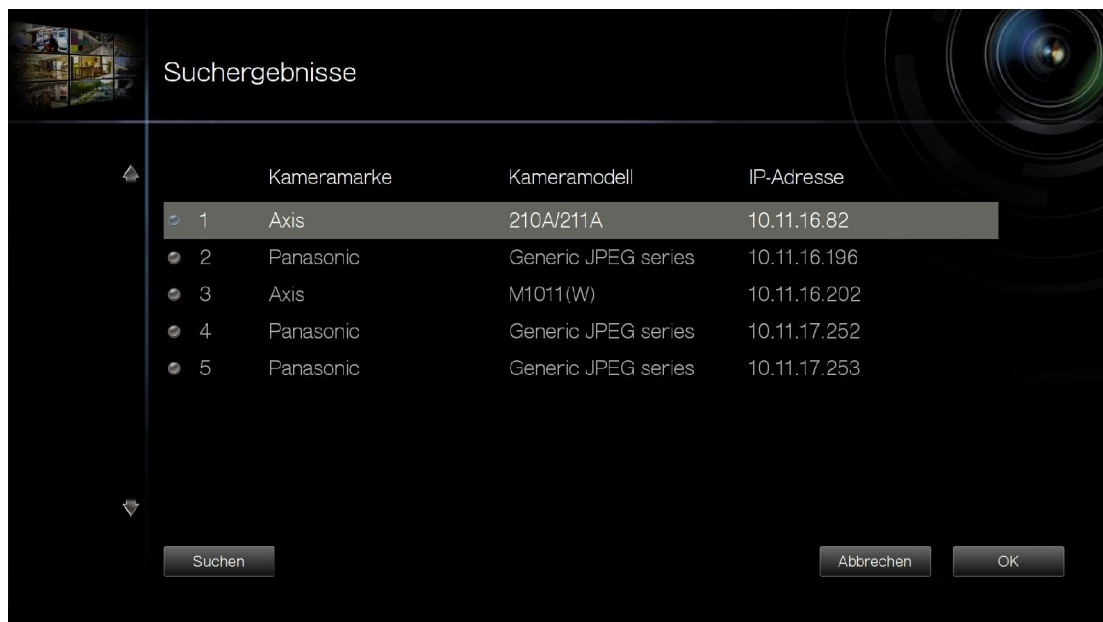 Suchergebnisse
Kameramarke Kameramodell IP-Adresse
1 Axis 210A/211A 10.11.16.82
2 Panasonic Generic JPEG series 10.11.16.196
3 Axis M1011(W) 10.11.16.202
4 Panasonic Generic JPEG series 10.11.17.252
5 Panasonic Generic JPEG series 10.11.17.253
Suchen Abbrechen OK